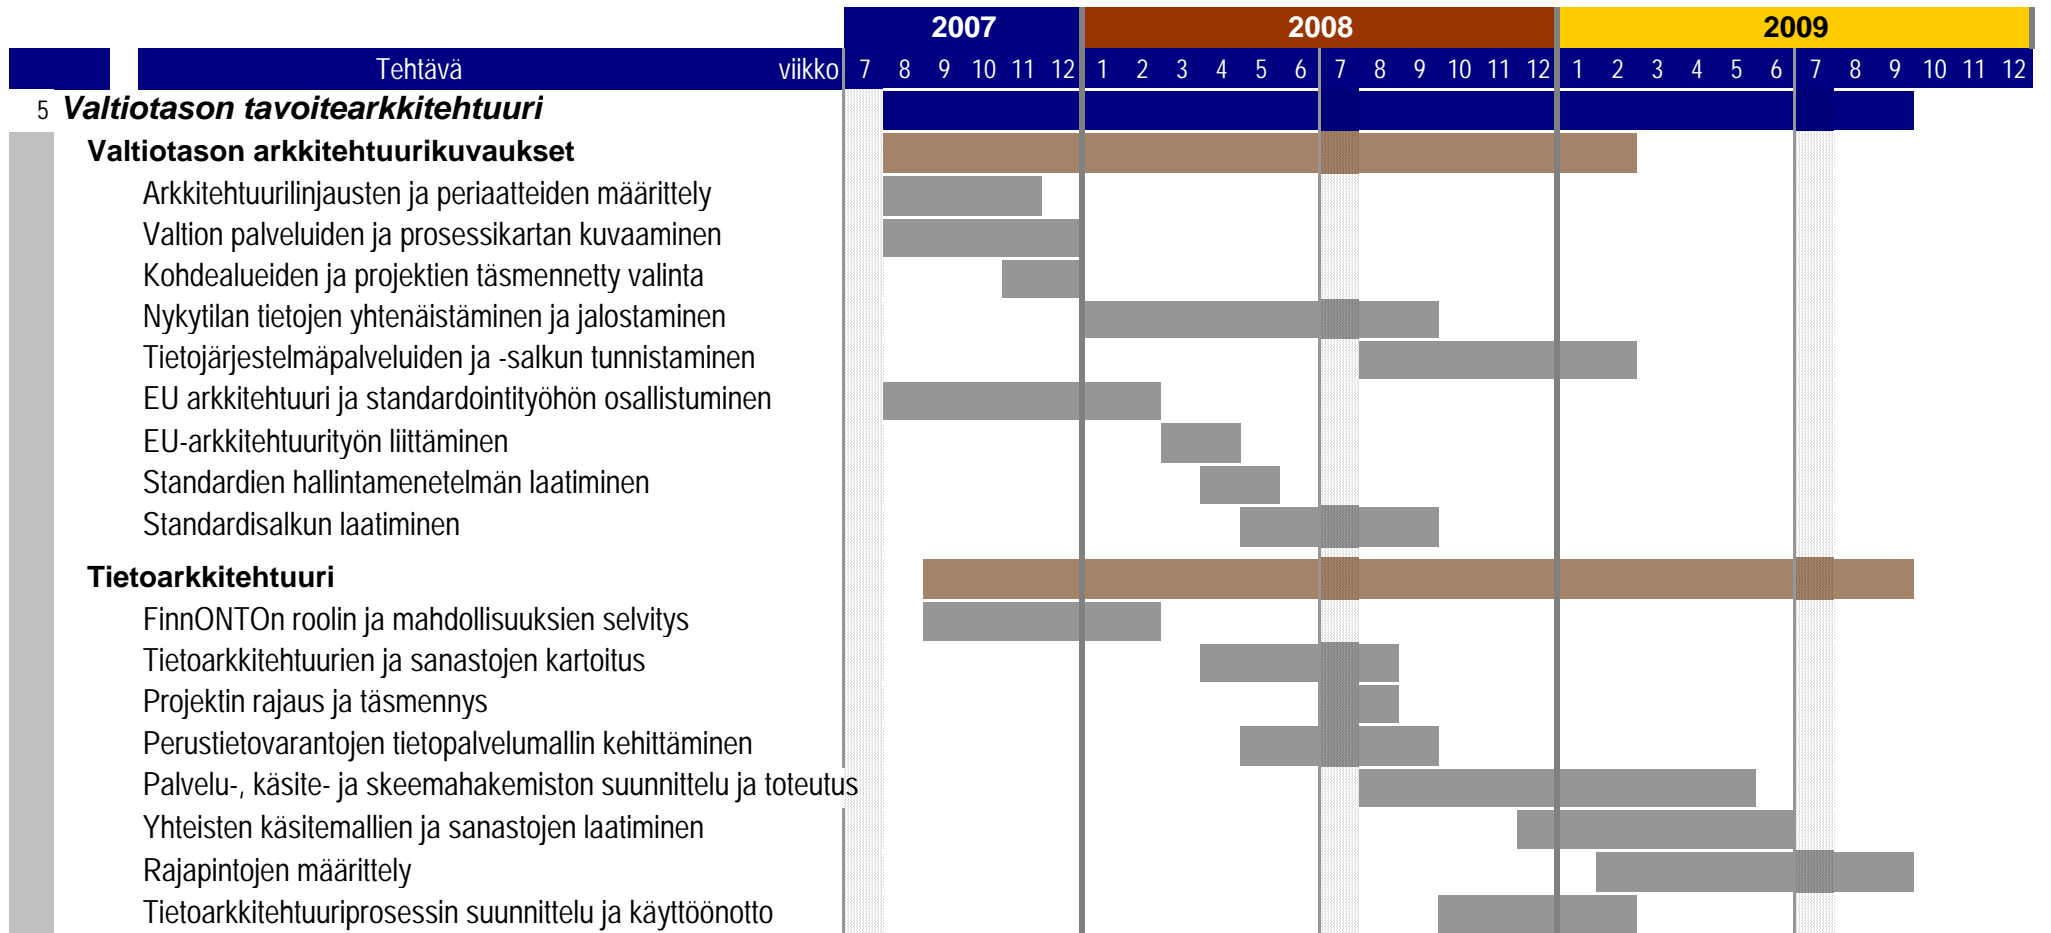 2007 2008 2009
Tehtävä viikko 7 8 9 10 11 12 1 2 3 4 5 6 7 8 9 10 11 12 1 2 3 4 5 6 7 8 9 10 11 12
5 Valtiotason tavoitearkkitehtuuri
Valtiotason arkkitehtuurikuvaukset
Arkkitehtuurilinjausten ja periaatteiden määrittely
Valtion palveluiden ja prosessikartan kuvaaminen
Kohdealueiden ja projektien täsmennetty valinta
Nykytilan tietojen yhtenäistäminen ja jalostaminen
Tietojärjestelmäpalveluiden ja -salkun tunnistaminen
EU arkkitehtuuri ja standardointityöhön osallistuminen
EU-arkkitehtuurityön liittäminen
Standardien hallintamenetelmän laatiminen
Standardisalkun laatiminen
Tietoarkkitehtuuri
FinnONTOn roolin ja mahdollisuuksien selvitys
Tietoarkkitehtuurien ja sanastojen kartoitus
Projektin rajaus ja täsmennys
Perustietovarantojen tietopalvelumallin kehittäminen
Palvelu-, käsite- ja skeemahakemiston suunnittelu ja toteutus
Yhteisten käsitemallien ja sanastojen laatiminen
Rajapintojen määrittely
Tietoarkkitehtuuriprosessin suunnittelu ja käyttöönotto